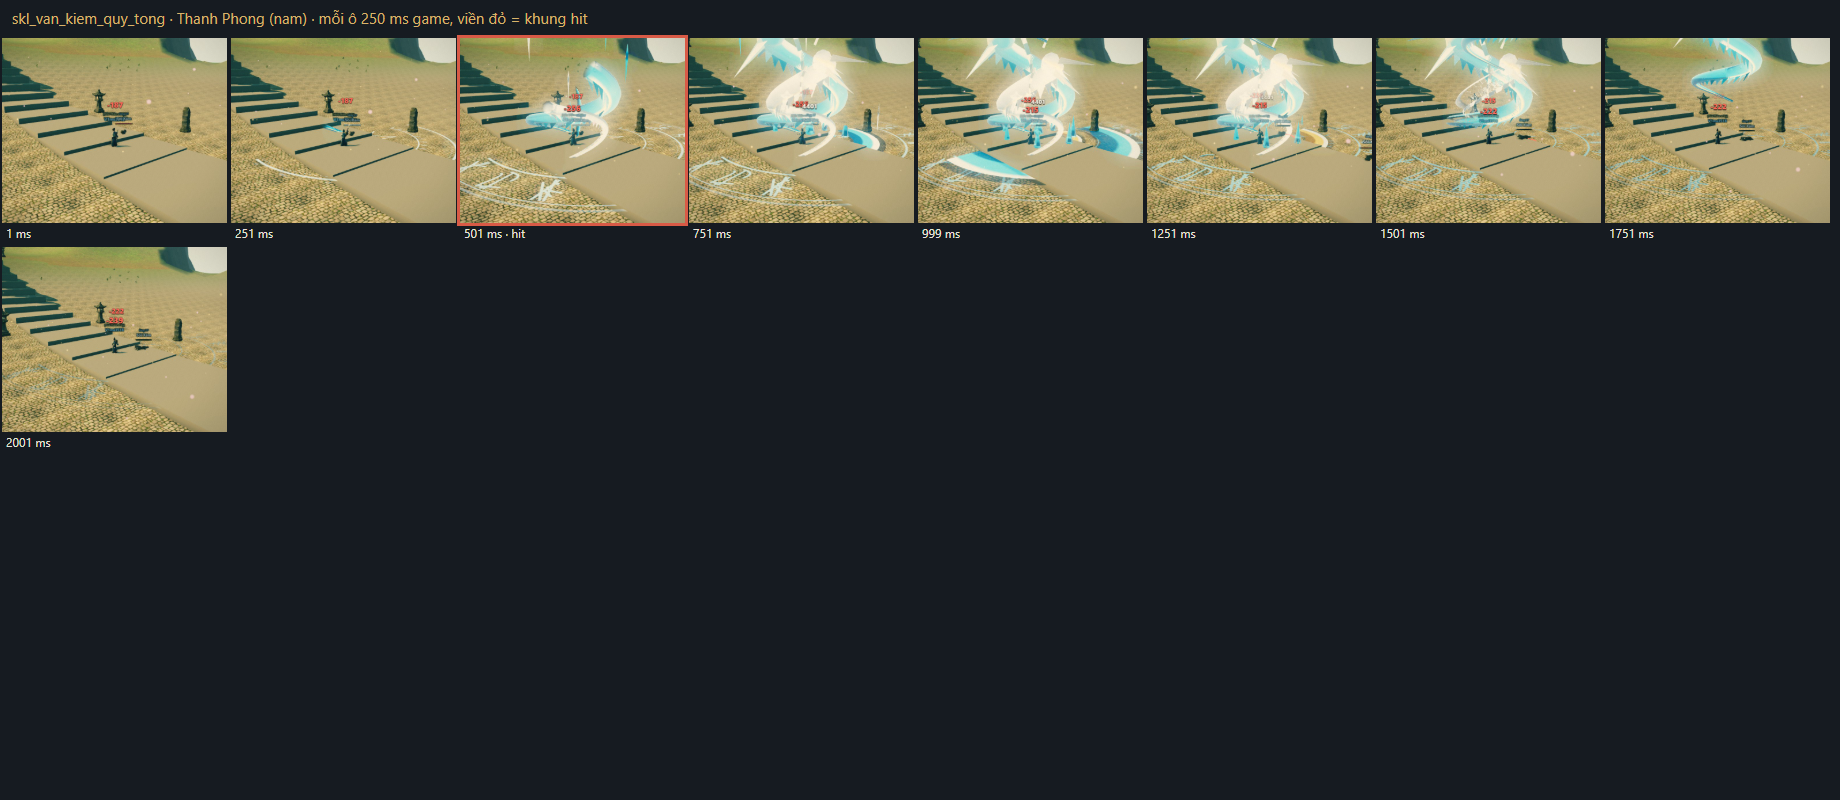 skl_van_kiem_quy_tong · Thanh Phong (nam) · mỗi ô 250 ms game, viền đỏ = khung hit
1 ms
251 ms
501 ms · hit
751 ms
999 ms
1251 ms
1501 ms
1751 ms
2001 ms